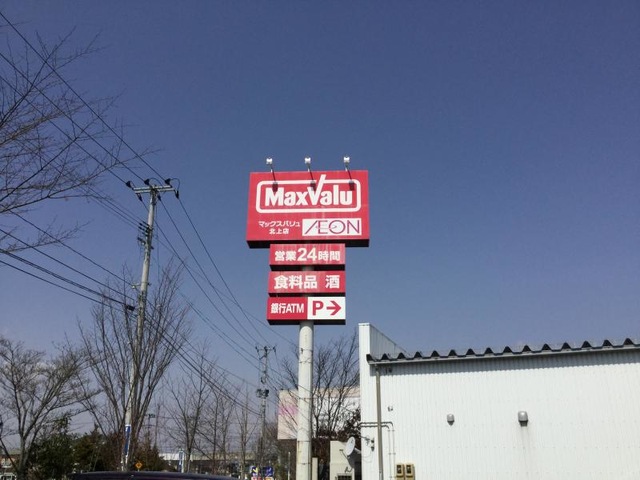 MaxValu
マックスバリュ
北上店
ÆON
営業24時間
食料品 酒
銀行ATM P→